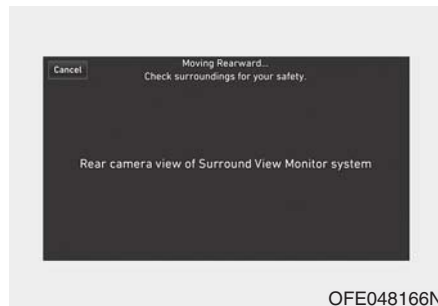 Cancel
Moving Rearward...
Check surroundings for your safety.
Rear camera view of Surround View Monitor system
OFE048166N